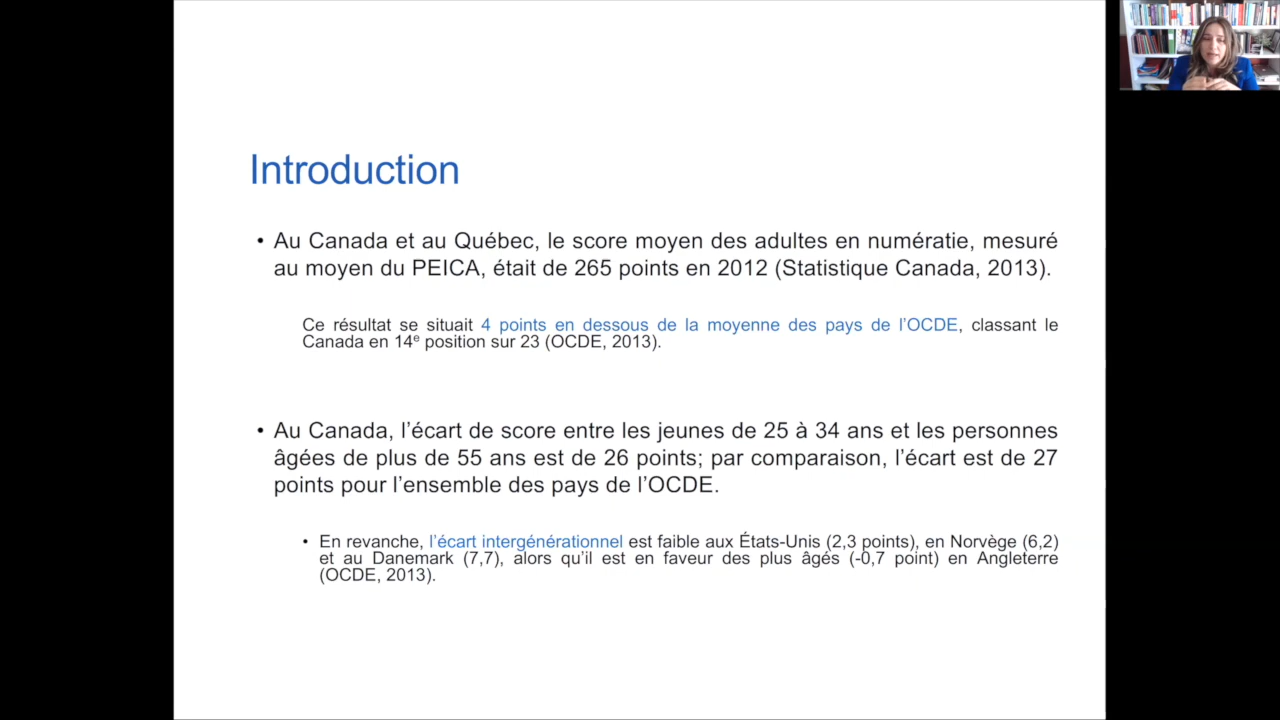 Introduction
• Au Canada et au Québec, le score moyen des adultes en numératie, mesuré
au moyen du PEICA, était de 265 points en 2012 (Statistique Canada, 2013).
Ce résultat se situait 4 points en dessous de la moyenne des pays de l’OCDE, classant le
Canada en 14e position sur 23 (OCDE, 2013).
• Au Canada, l’écart de score entre les jeunes de 25 à 34 ans et les personnes
âgées de plus de 55 ans est de 26 points; par comparaison, l’écart est de 27
points pour l’ensemble des pays de l’OCDE.
• En revanche, l’écart intergénérationnel est faible aux États-Unis (2,3 points), en Norvège (6,2)
et au Danemark (7,7), alors qu’il est en faveur des plus âgés (-0,7 point) en Angleterre
(OCDE, 2013).